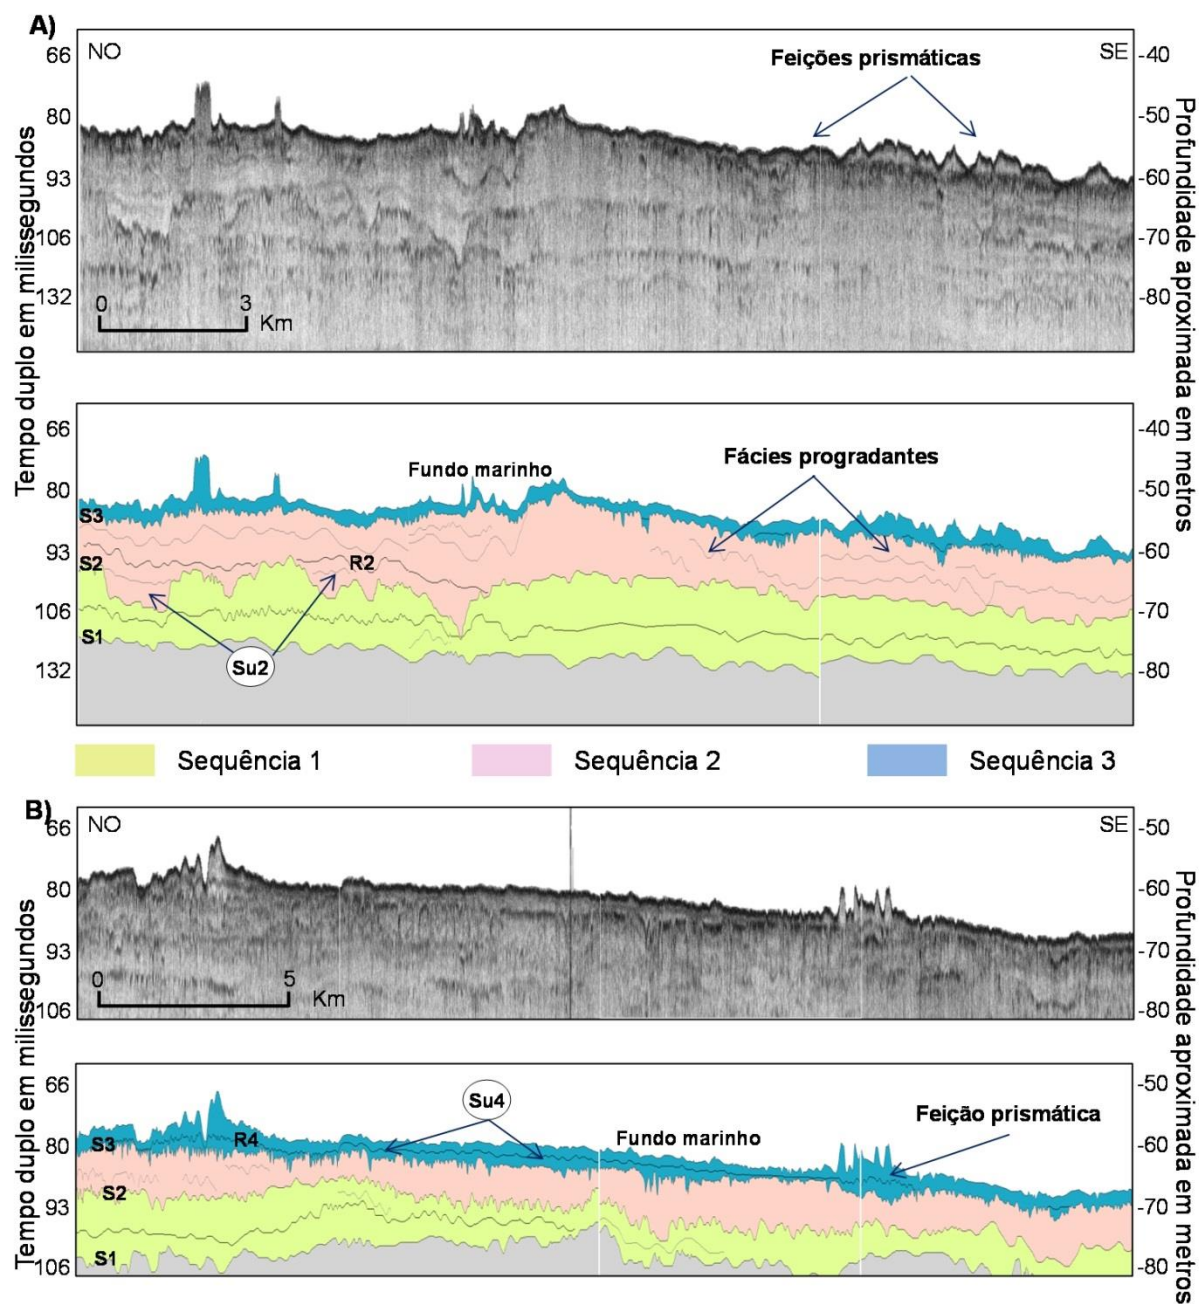 A)
NO
SE
Feições prismáticas
66
80
93
106
132
-40
-50
-60
-70
-80
0 3
Km
Tempo duplo em milissegundos
Profundidade aproximada em metros
66
80
93
106
132
-40
-50
-60
-70
-80
Fundo marinho
Fácies progradantes
S3
S2
R2
S1
Su2
Sequência 1
Sequência 2
Sequência 3
B)
NO
SE
66
80
93
106
-50
-60
-70
-80
0 5
Km
Tempo duplo em milissegundos
Profundidade aproximada em metros
66
80
93
106
-50
-60
-70
-80
Su4
Fundo marinho
Feição prismática
S3
R4
S2
S1